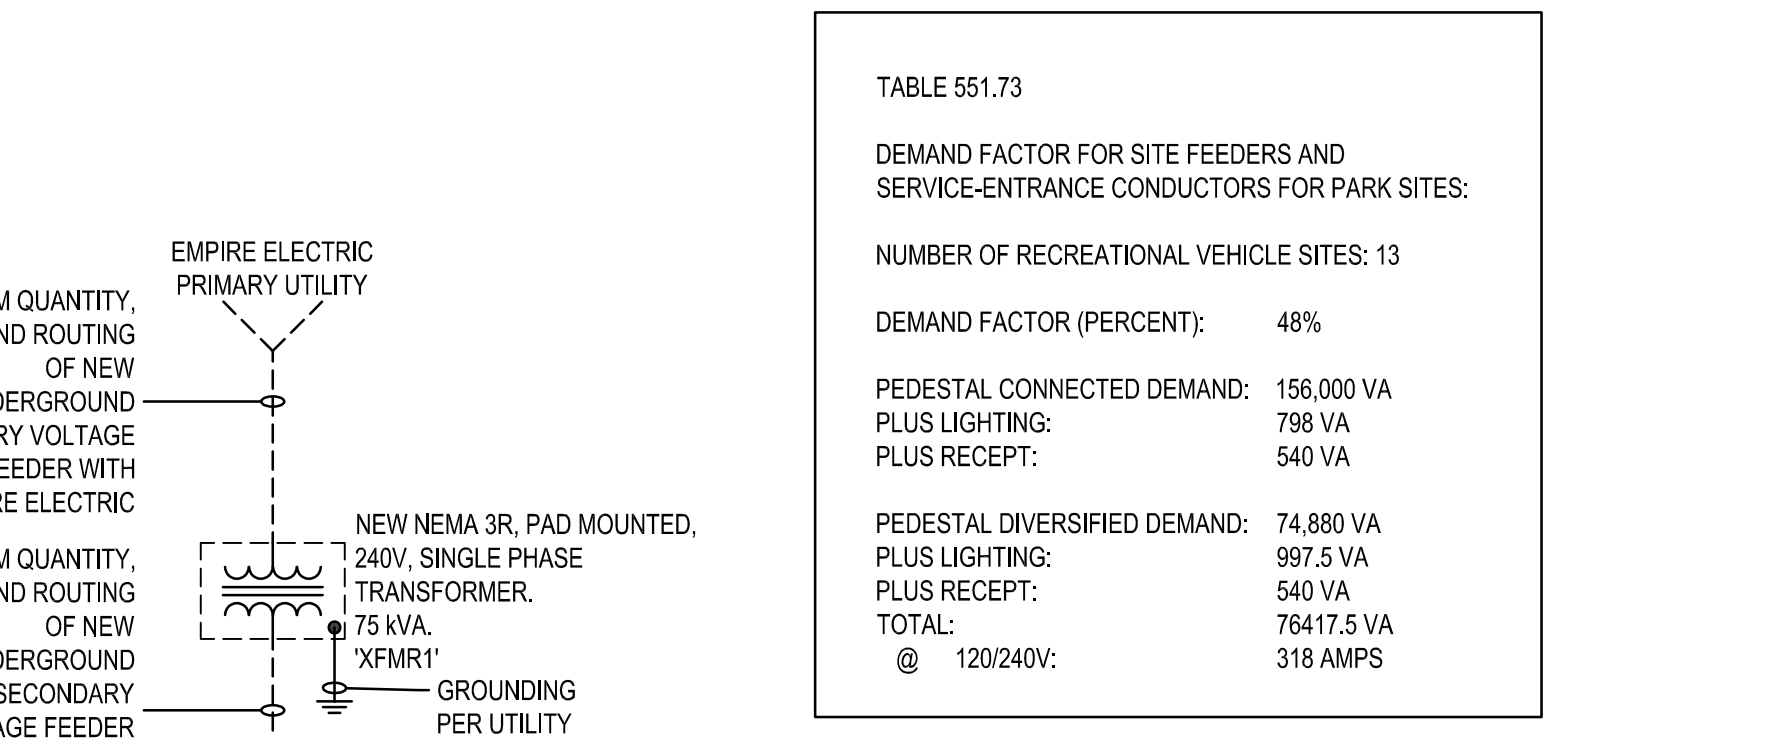 EMPIRE ELECTRIC
PRIMARY UTILITY
M QUANTITY,
ND ROUTING
OF NEW
DERGROUND
RY VOLTAGE
EEDER WITH
RE ELECTRIC
M QUANTITY,
ND ROUTING
OF NEW
DERGROUND
SECONDARY
AGE FEEDER
NEW NEMA 3R, PAD MOUNTED,
240V, SINGLE PHASE
TRANSFORMER.
75 kVA.
'XFMR1'
GROUNDING
PER UTILITY
TABLE 551.73
DEMAND FACTOR FOR SITE FEEDERS AND
SERVICE-ENTRANCE CONDUCTORS FOR PARK SITES:
NUMBER OF RECREATIONAL VEHICLE SITES: 13
DEMAND FACTOR (PERCENT): 48%
PEDESTAL CONNECTED DEMAND: 156,000 VA
PLUS LIGHTING: 798 VA
PLUS RECEPT: 540 VA
PEDESTAL DIVERSIFIED DEMAND: 74,880 VA
PLUS LIGHTING: 997.5 VA
PLUS RECEPT: 540 VA
TOTAL: 76417.5 VA
@ 120/240V: 318 AMPS